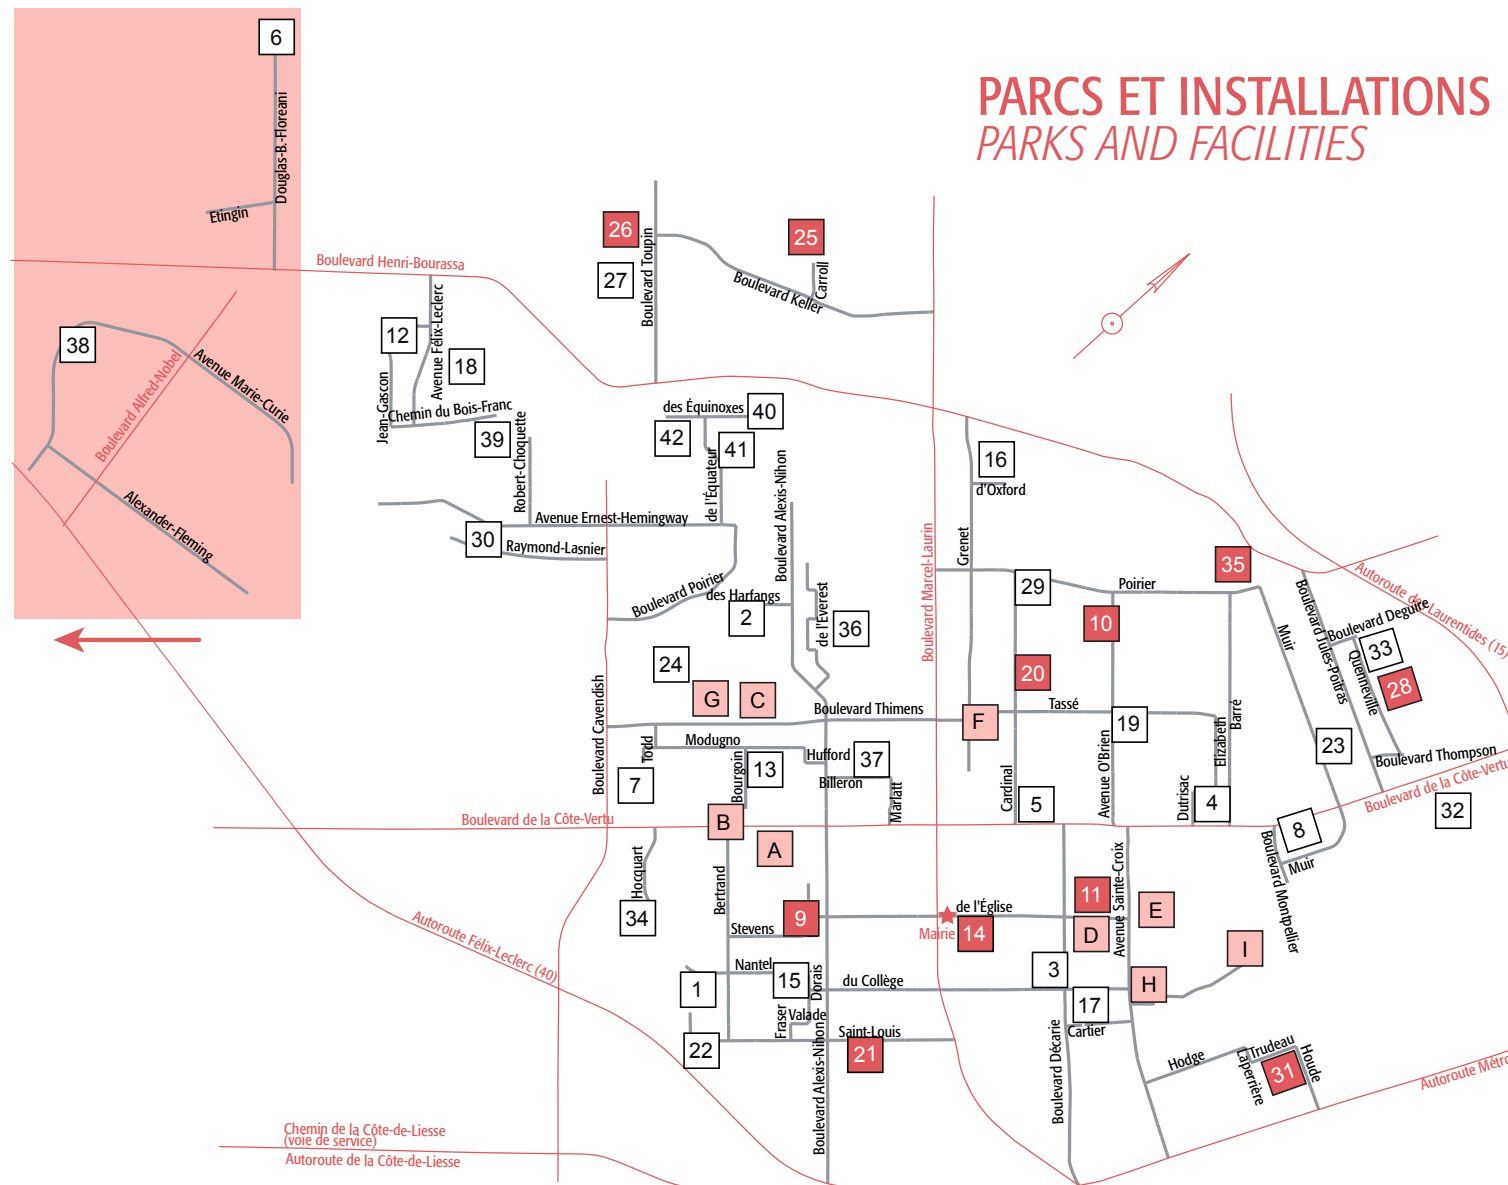 PARCS ET INSTALLATIONS
PARKS AND FACILITIES
6
Douglas-B.-Floreani
Etingin
Boulevard Henri-Bourassa
38
Avenue Marie-Curie
Boulevard Alfred-Nobel
Alexander-Fleming
26
27
Boulevard Toupin
25
Carroll
Boulevard Keller
12
Avenue Félix-Leclerc
18
Jean-Gascon
Chemin du Bois-Franc
39
Robert-Choquette
des Équinoxes
40
42
41
de l'Équateur
Boulevard Alexis-Nihon
30
Avenue Ernest-Hemingway
Raymond-Lasnier
Boulevard Poirier
des Harfangs
2
de l'Everest
36
24
G
C
Boulevard Cavendish
Boulevard Thimens
Boulevard Marcel-Laurin
16
d'Oxford
Grenet
29
Poirier
35
10
20
F
Tassé
19
Cardinal
Avenue O'Brien
Elizabeth
Barré
Dutrisac
4
5
Muir
Autoroute des Laurentides (15)
Boulevard Jules-Poitras
Boulevard Deguire
33
Quenneville
28
23
Boulevard Thompson
Boulevard de la Côte-Vertu
32
Todd
Modugno
7
Bourgoin
13
Hufford
37
Billeron
Marlatt
Boulevard de la Côte-Vertu
B
A
Hocquart
34
Bertrand
Stevens
9
Mairie
de l'Église
14
11
D
Avenue Sainte-Croix
E
8
Muir
Boulevard Montpellier
I
H
3
17
Cartier
Boulevard Décarie
Nantel
1
15
Dorais
du Collège
Fraser
Valade
22
Saint-Louis
21
Boulevard Alexis-Nihon
Hodge
Trudeau
Laperrière
31
Houde
Autoroute Félix-Leclerc (40)
Autoroute Métro
Chemin de la Côte-de-Liesse
(voie de service)
Autoroute de la Côte-de-Liesse